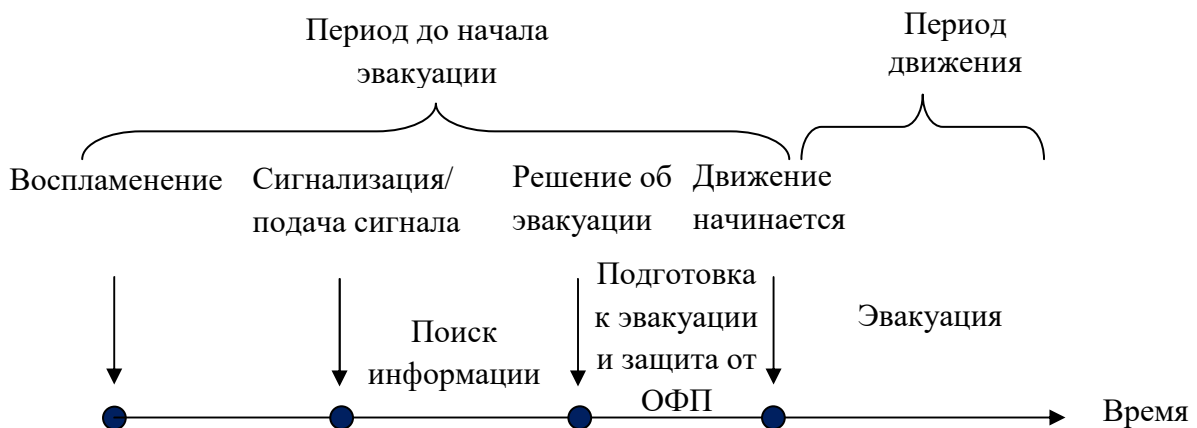 Период до начала
эвакуации
Период
движения
Воспламенение
Сигнализация/
подача сигнала
Решение об
эвакуации
Движение
начинается
Поиск
информации
Подготовка
к эвакуации
и защита от
ОФП
Эвакуация
Время